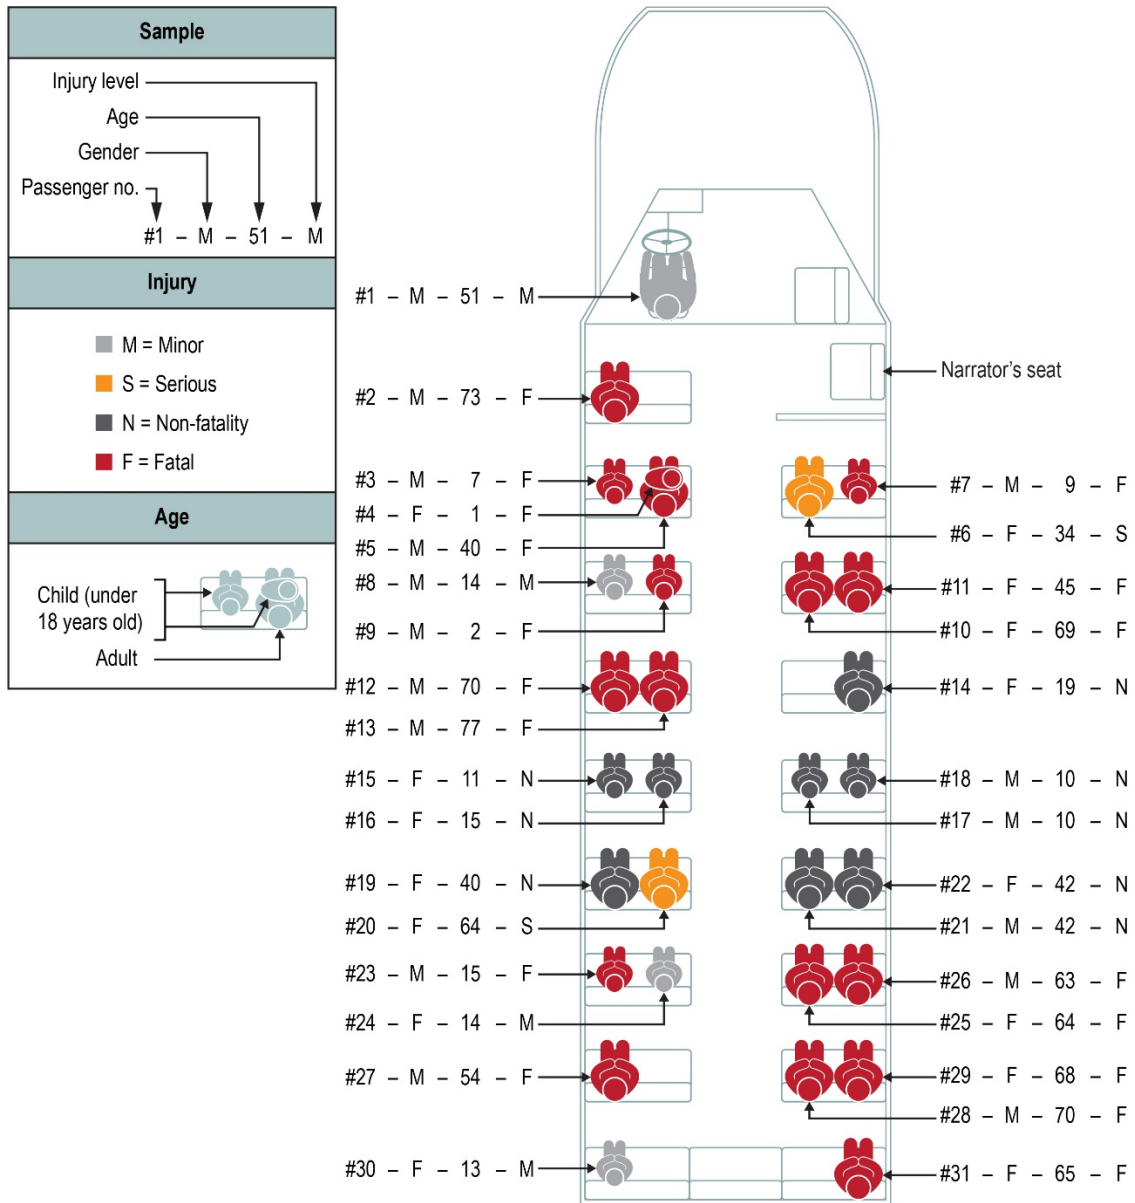 Sample
Injury level
Age
Gender
Passenger no.
#1 – M – 51 – M
Injury
M = Minor
S = Serious
N = Non-fatality
F = Fatal
Age
Child (under
18 years old)
Adult
#1 – M – 51 – M
Narrator's seat
#2 – M – 73 – F
#3 – M – 7 – F
#4 – F – 1 – F
#5 – M – 40 – F
#7 – M – 9 – F
#6 – F – 34 – S
#8 – M – 14 – M
#9 – M – 2 – F
#11 – F – 45 – F
#10 – F – 69 – F
#12 – M – 70 – F
#13 – M – 77 – F
#14 – F – 19 – N
#15 – F – 11 – N
#16 – F – 15 – N
#18 – M – 10 – N
#17 – M – 10 – N
#19 – F – 40 – N
#20 – F – 64 – S
#22 – F – 42 – N
#21 – M – 42 – N
#23 – M – 15 – F
#24 – F – 14 – M
#26 – M – 63 – F
#25 – F – 64 – F
#27 – M – 54 – F
#29 – F – 68 – F
#28 – M – 70 – F
#30 – F – 13 – M
#31 – F – 65 – F